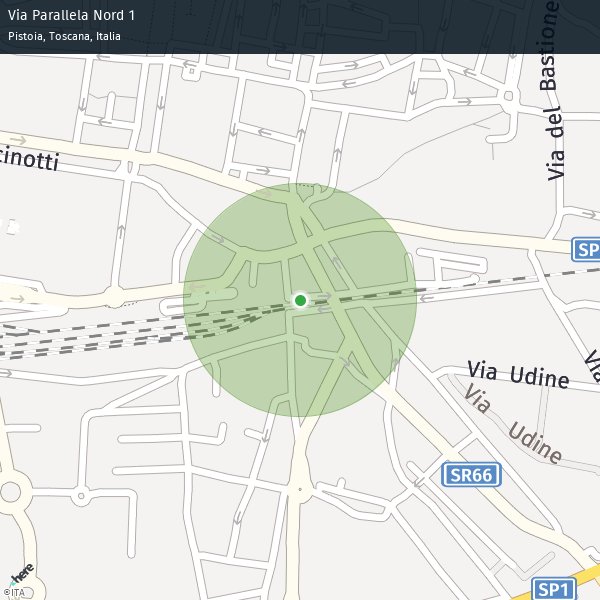 Via Parallela Nord 1
Pistoia, Toscana, Italia
Via del Bastione
cinotti
SP
Via Udine
Via
Via Udine
SR66
SP1
here
©ITA